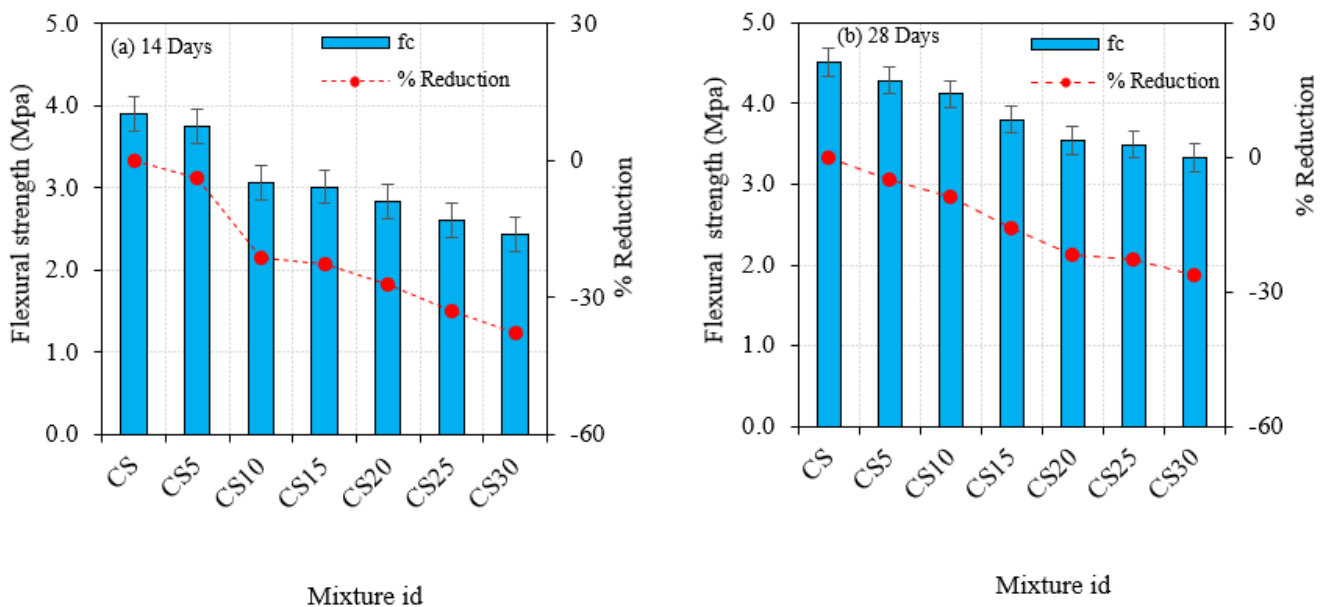 (a) 14 Days
fc
% Reduction
Flexural strength (Mpa)
5.0
4.0
3.0
2.0
1.0
0.0
30
0
-30
-60
% Reduction
CS
CS5
CS10
CS15
CS20
CS25
CS30
Mixture id
(b) 28 Days
fc
% Reduction
Flexural strength (Mpa)
5.0
4.0
3.0
2.0
1.0
0.0
30
0
-30
-60
% Reduction
CS
CS5
CS10
CS15
CS20
CS25
CS30
Mixture id